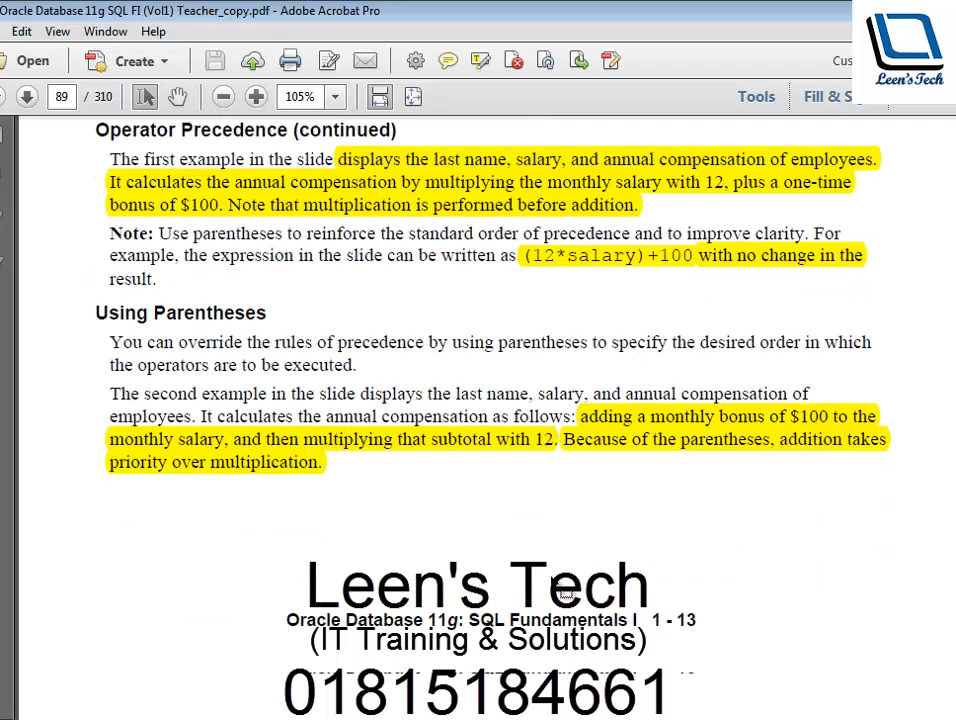 Oracle Database 11g SQL FI (Vol1) Teacher_copy.pdf - Adobe Acrobat Pro
Edit View Window Help
Open Create
89 / 310 105% Tools
Leen'sTech
Operator Precedence (continued)
The first example in the slide displays the last name, salary, and annual compensation of employees.
It calculates the annual compensation by multiplying the monthly salary with 12, plus a one-time
bonus of $100. Note that multiplication is performed before addition.
Note: Use parentheses to reinforce the standard order of precedence and to improve clarity. For
example, the expression in the slide can be written as (12*salary)+100 with no change in the
result.
Using Parentheses
You can override the rules of precedence by using parentheses to specify the desired order in which
the operators are to be executed.
The second example in the slide displays the last name, salary, and annual compensation of
employees. It calculates the annual compensation as follows: adding a monthly bonus of $100 to the
monthly salary, and then multiplying that subtotal with 12. Because of the parentheses, addition takes
priority over multiplication.
Leen's Tech
Oracle Database 11g: SQL Fundamentals I 1 - 13
(IT Training & Solutions)
01815184661